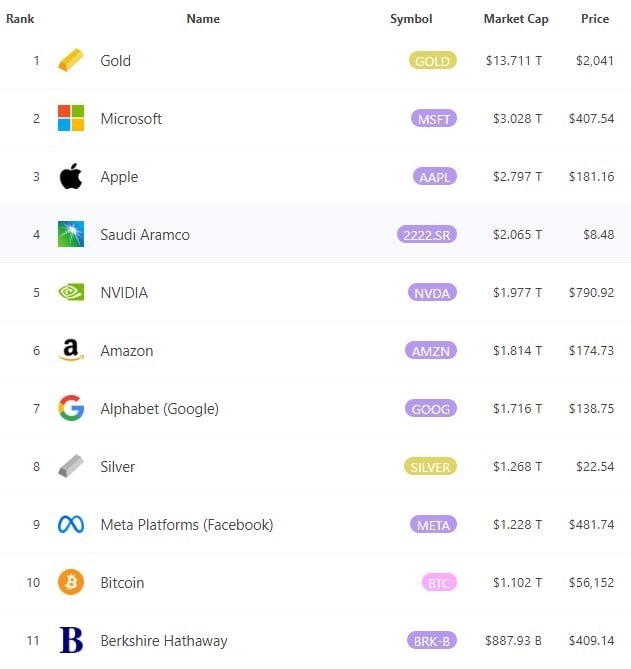 Rank Name Symbol Market Cap Price
1 Gold GOLD $13.711 T $2,041
2 Microsoft MSFT $3.028 T $407.54
3 Apple AAPL $2.797 T $181.16
4 Saudi Aramco 2222.SR $2.065 T $8.48
5 NVIDIA NVDA $1.977 T $790.92
6 a Amazon AMZN $1.814 T $174.73
7 G Alphabet (Google) GOOG $1.716 T $138.75
8 Silver SILVER $1.268 T $22.54
9 Meta Platforms (Facebook) META $1.228 T $481.74
10 Bitcoin BTC $1.102 T $56,152
11 B Berkshire Hathaway BRK-B $887.93 B $409.14